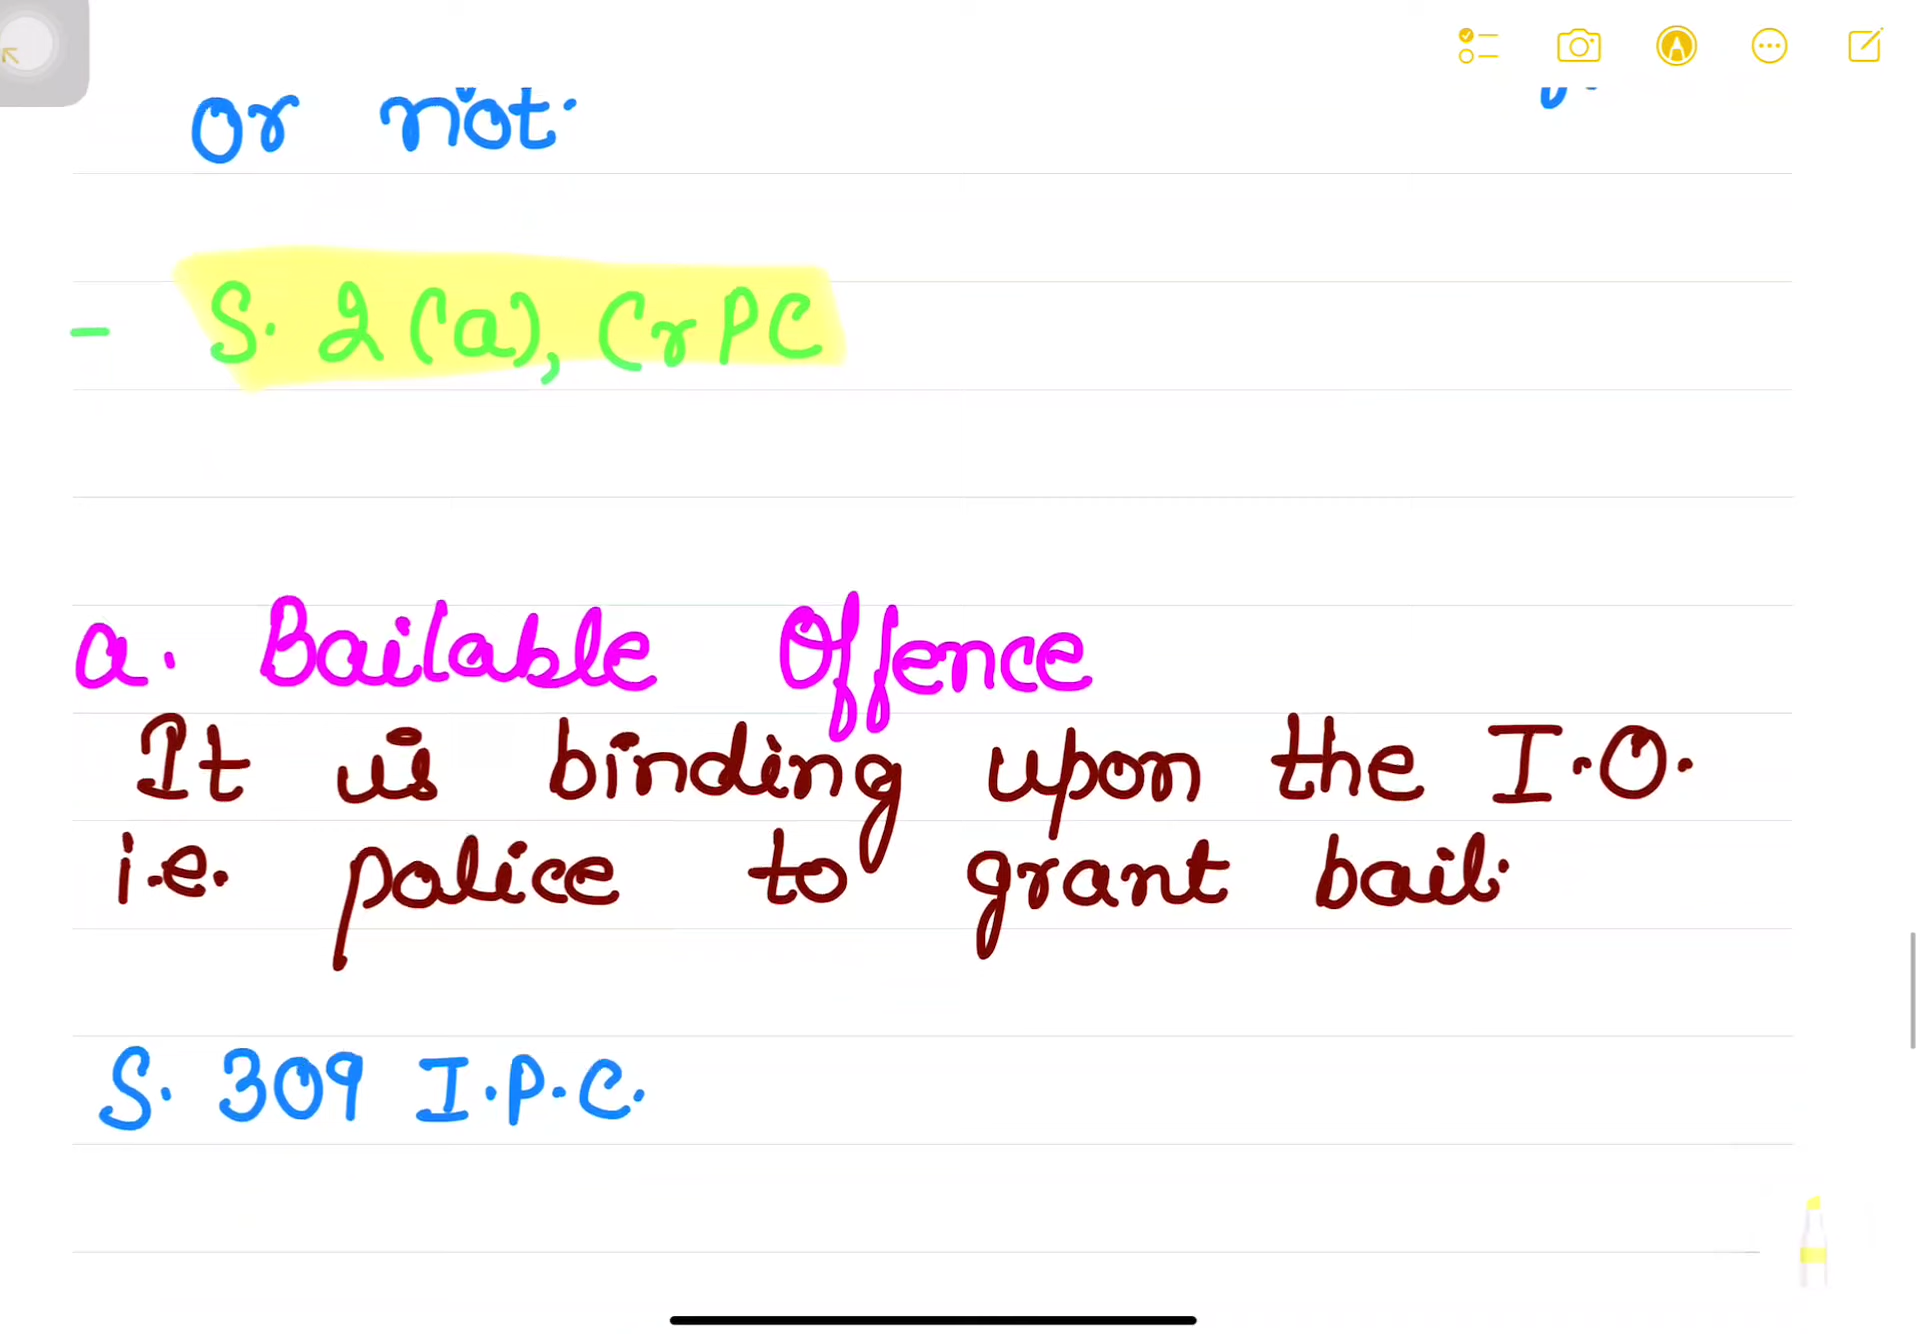 or not.
- S. 2(a), CrPC
a. Bailable Offence
It is binding upon the I.O.
i.e. police to grant bail.
S. 309 I.P.C.